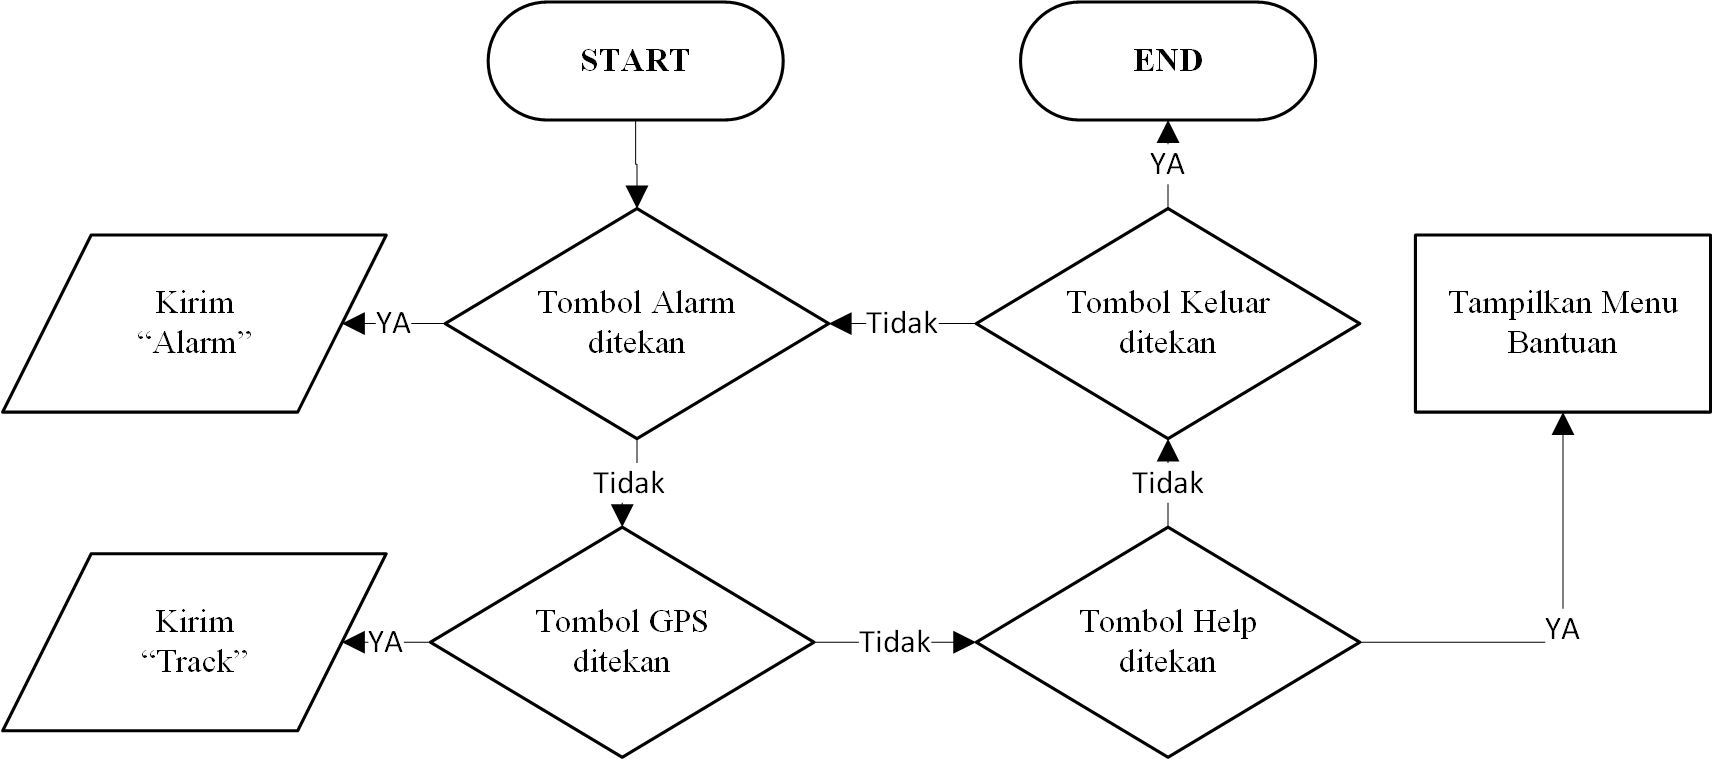 START
END
YA
Kirim
“Alarm”
YA
Tombol Alarm
ditekan
Tidak
Tombol Keluar
ditekan
Tampilkan Menu
Bantuan
Tidak
Tidak
Kirim
“Track”
YA
Tombol GPS
ditekan
Tidak
Tombol Help
ditekan
YA